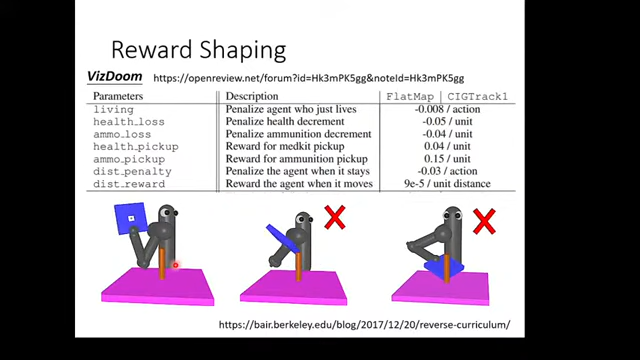 Reward Shaping
VizDoom https://openreview.net/forum?id=Hk3mPK5gg&noteId=Hk3mPK5gg
Parameters Description FlatMap CIGTrack1
living Penalize agent who just lives -0.008 / action
health_loss Penalize health decrement -0.05 / unit
ammo_loss Penalize ammunition decrement -0.04 / unit
health_pickup Reward for medkit pickup 0.04 / unit
ammo_pickup Reward for ammunition pickup 0.15 / unit
dist_penalty Penalize the agent when it stays -0.03 / action
dist_reward Reward the agent when it moves 9e-5 / unit distance
https://bair.berkeley.edu/blog/2017/12/20/reverse-curriculum/